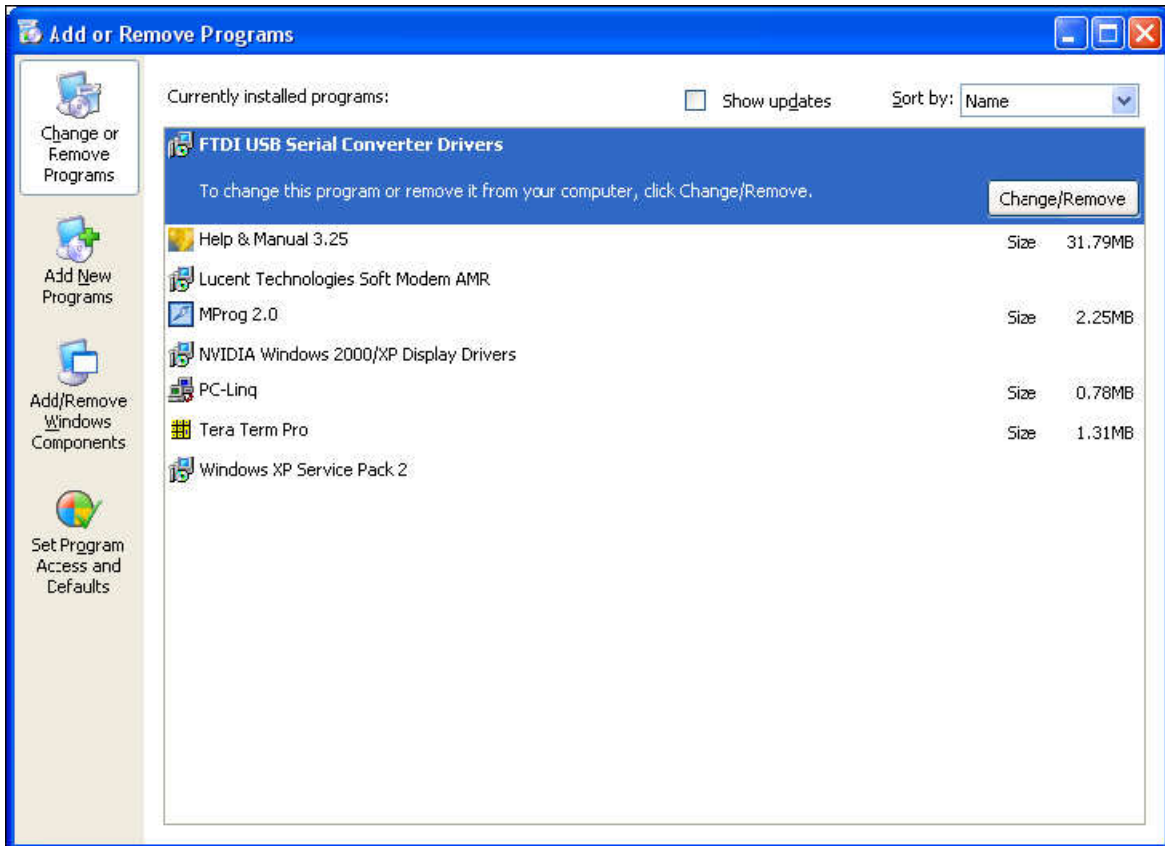 Add or Remove Programs
Change or
Remove
Programs
Add New
Programs
Add/Remove
Windows
Components
Set Program
Access and
Defaults
Currently installed programs:
Show updates
Sort by: Name
FTDI USB Serial Converter Drivers
To change this program or remove it from your computer, click Change/Remove.
Change/Remove
Help & Manual 3.25 Size 31.79MB
Lucent Technologies Soft Modem AMR
MProg 2.0 Size 2.25MB
NVIDIA Windows 2000/XP Display Drivers
PC-Linq Size 0.78MB
Tera Term Pro Size 1.31MB
Windows XP Service Pack 2